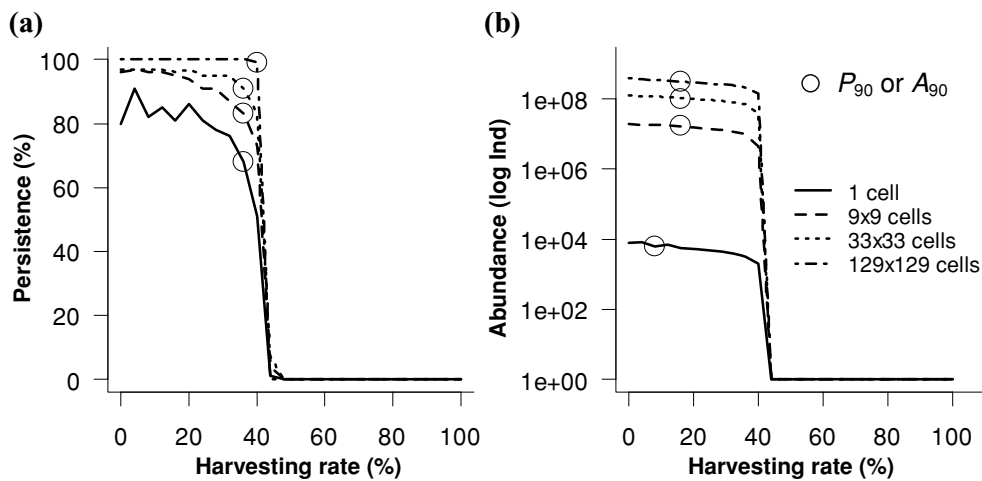 (a)
100
80
60
40
20
0
Persistence (%)
0 20 40 60 80 100
Harvesting rate (%)
(b)
1e+08
1e+06
1e+04
1e+02
1e+00
Abundance (log Ind)
0 20 40 60 80 100
Harvesting rate (%)
P90 or A90
1 cell
9x9 cells
33x33 cells
129x129 cells